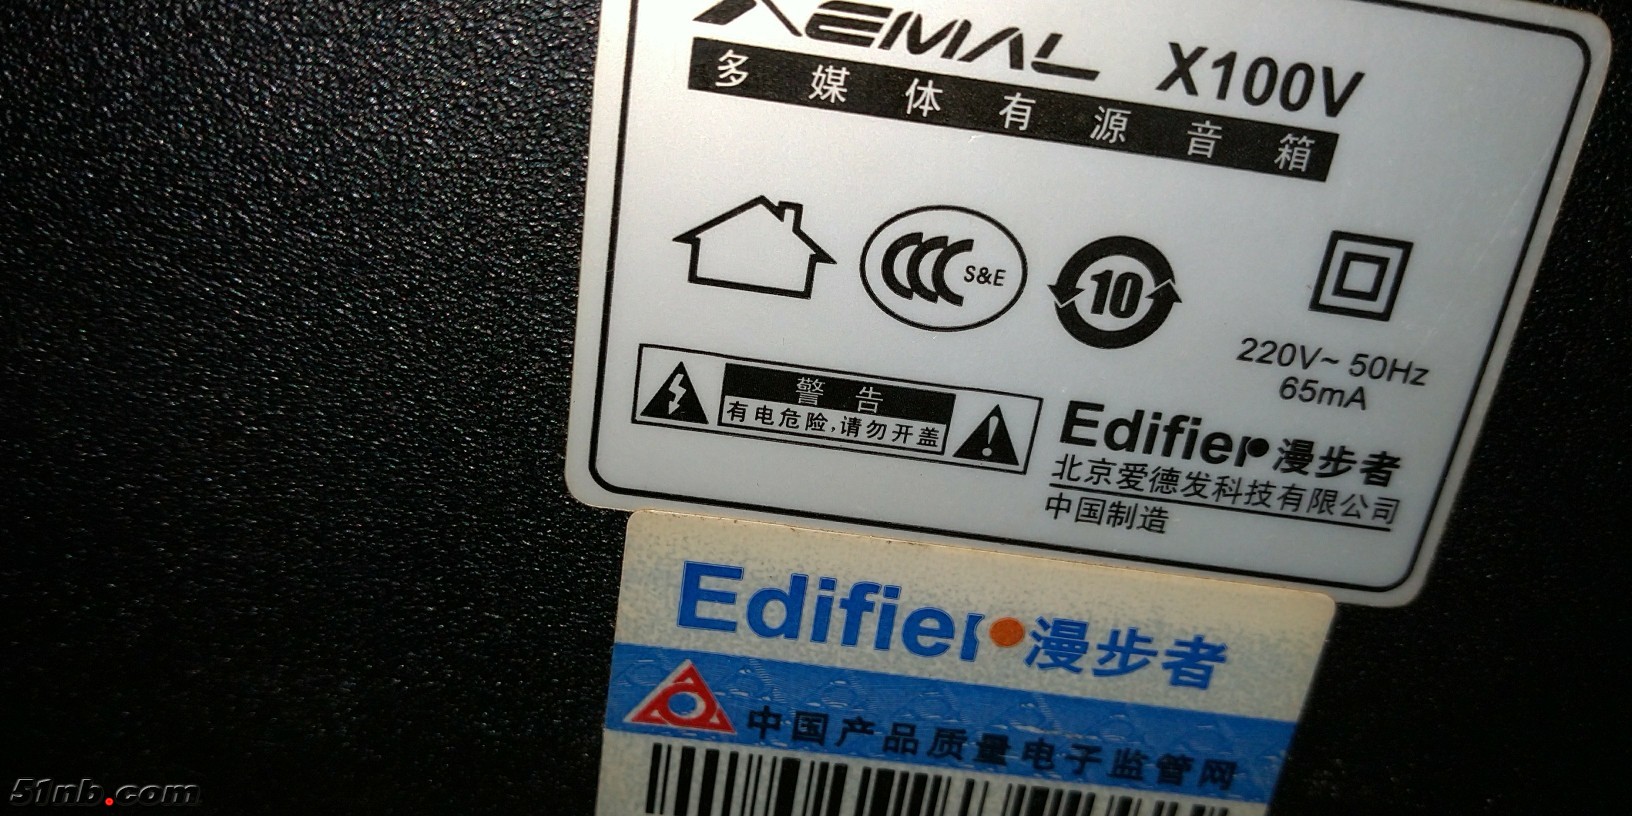 XEMAL X100V
多媒体有源音箱
CCC S&E
10
220V~ 50Hz
65mA
警告
有电危险,请勿开盖
Edifier 漫步者
北京爱德发科技有限公司
中国制造
Edifier 漫步者
中国产品质量电子监管网
51nb.com